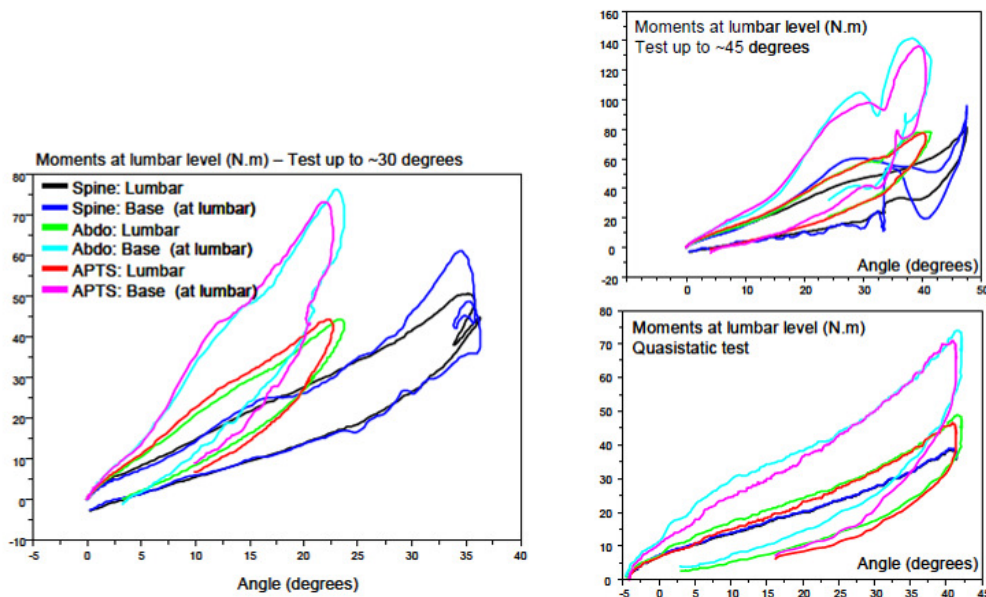 Moments at lumbar level (N.m) – Test up to ~30 degrees
80
70
60
50
40
30
20
10
0
-10
Spine: Lumbar
Spine: Base (at lumbar)
Abdo: Lumbar
Abdo: Base (at lumbar)
APTS: Lumbar
APTS: Base (at lumbar)
-5 0 5 10 15 20 25 30 35 40
Angle (degrees)
Moments at lumbar level (N.m)
Test up to ~45 degrees
160
140
120
100
80
60
40
20
0
-20
Angle (degrees)
0 10 20 30 40 50
Moments at lumbar level (N.m)
Quasistatic test
80
70
60
50
40
30
20
10
0
Angle (degrees)
-5 0 5 10 15 20 25 30 35 40 45